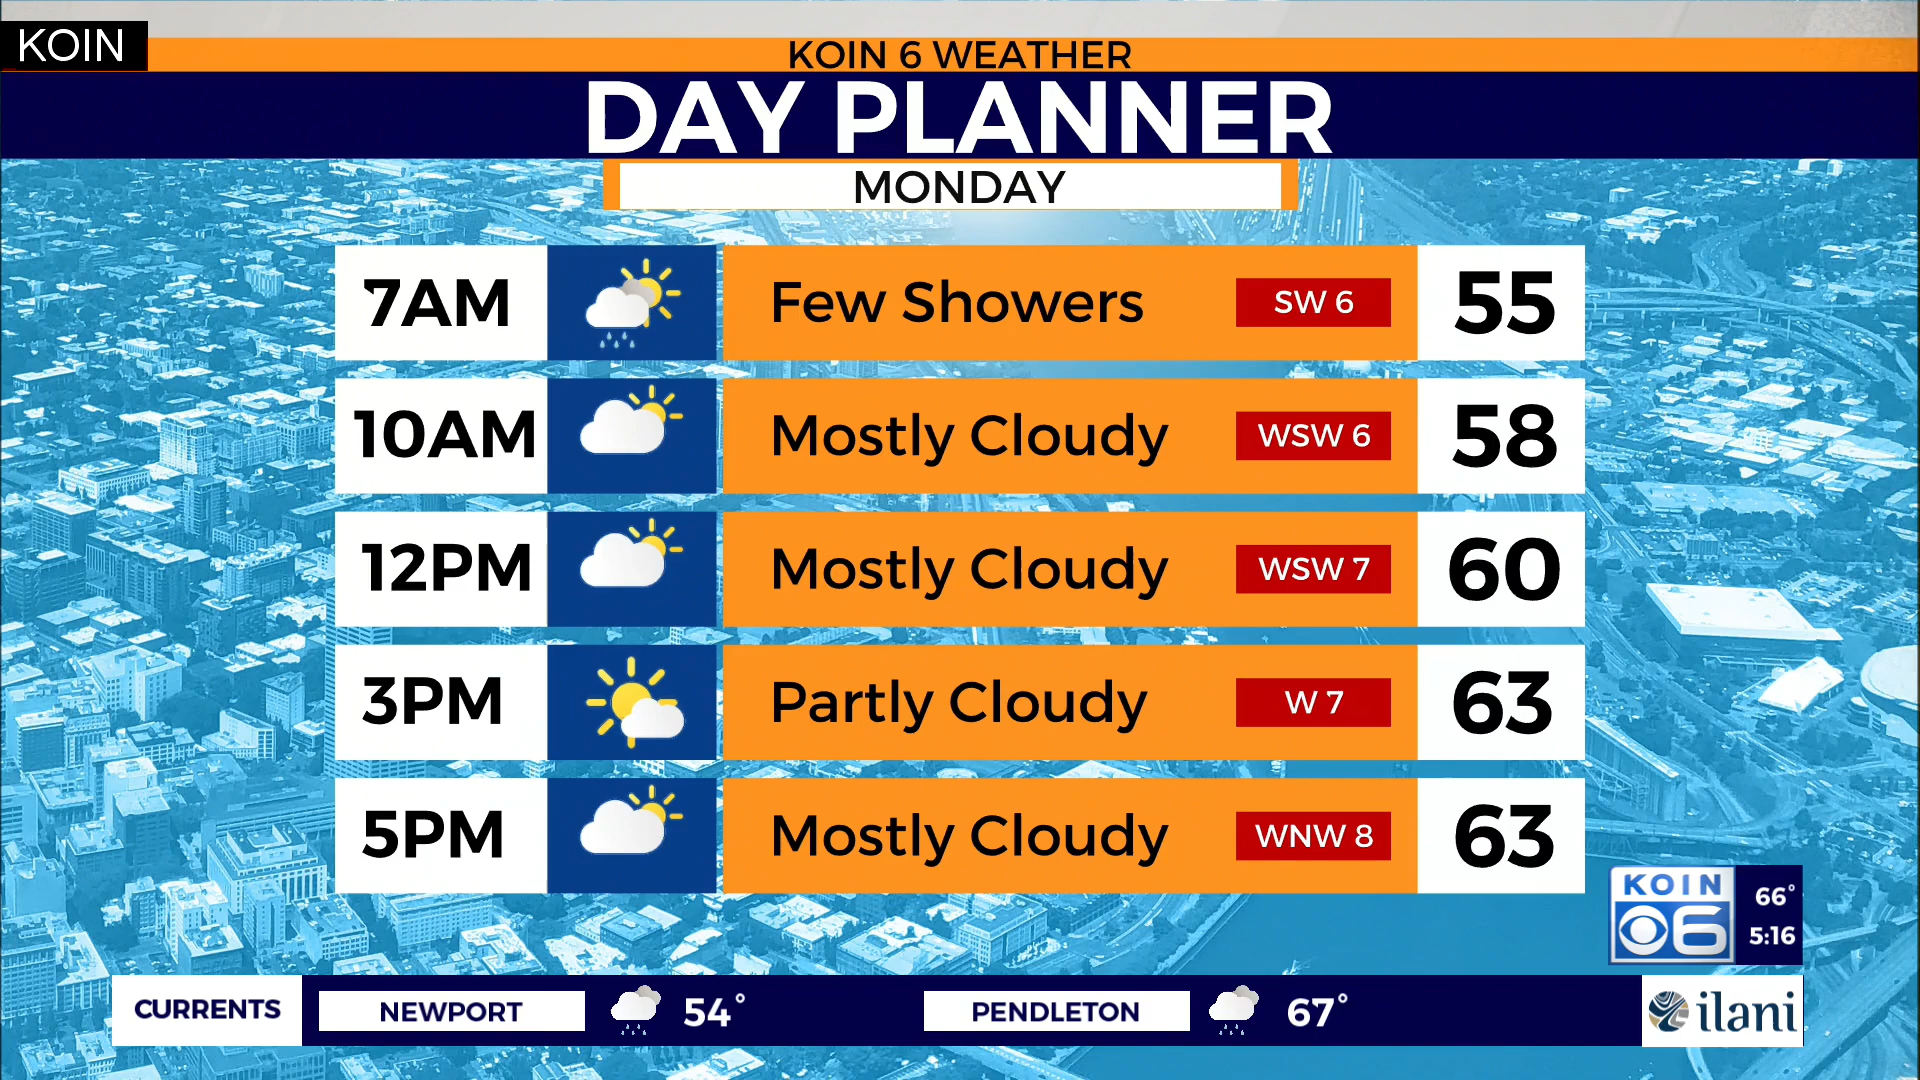 KOIN
KOIN 6 WEATHER
DAY PLANNER
MONDAY
7AM Few Showers SW 6 55
10AM Mostly Cloudy WSW 6 58
12PM Mostly Cloudy WSW 7 60
3PM Partly Cloudy W 7 63
5PM Mostly Cloudy WNW 8 63
KOIN
6
66°
5:16
CURRENTS NEWPORT 54° PENDLETON 67° ilani